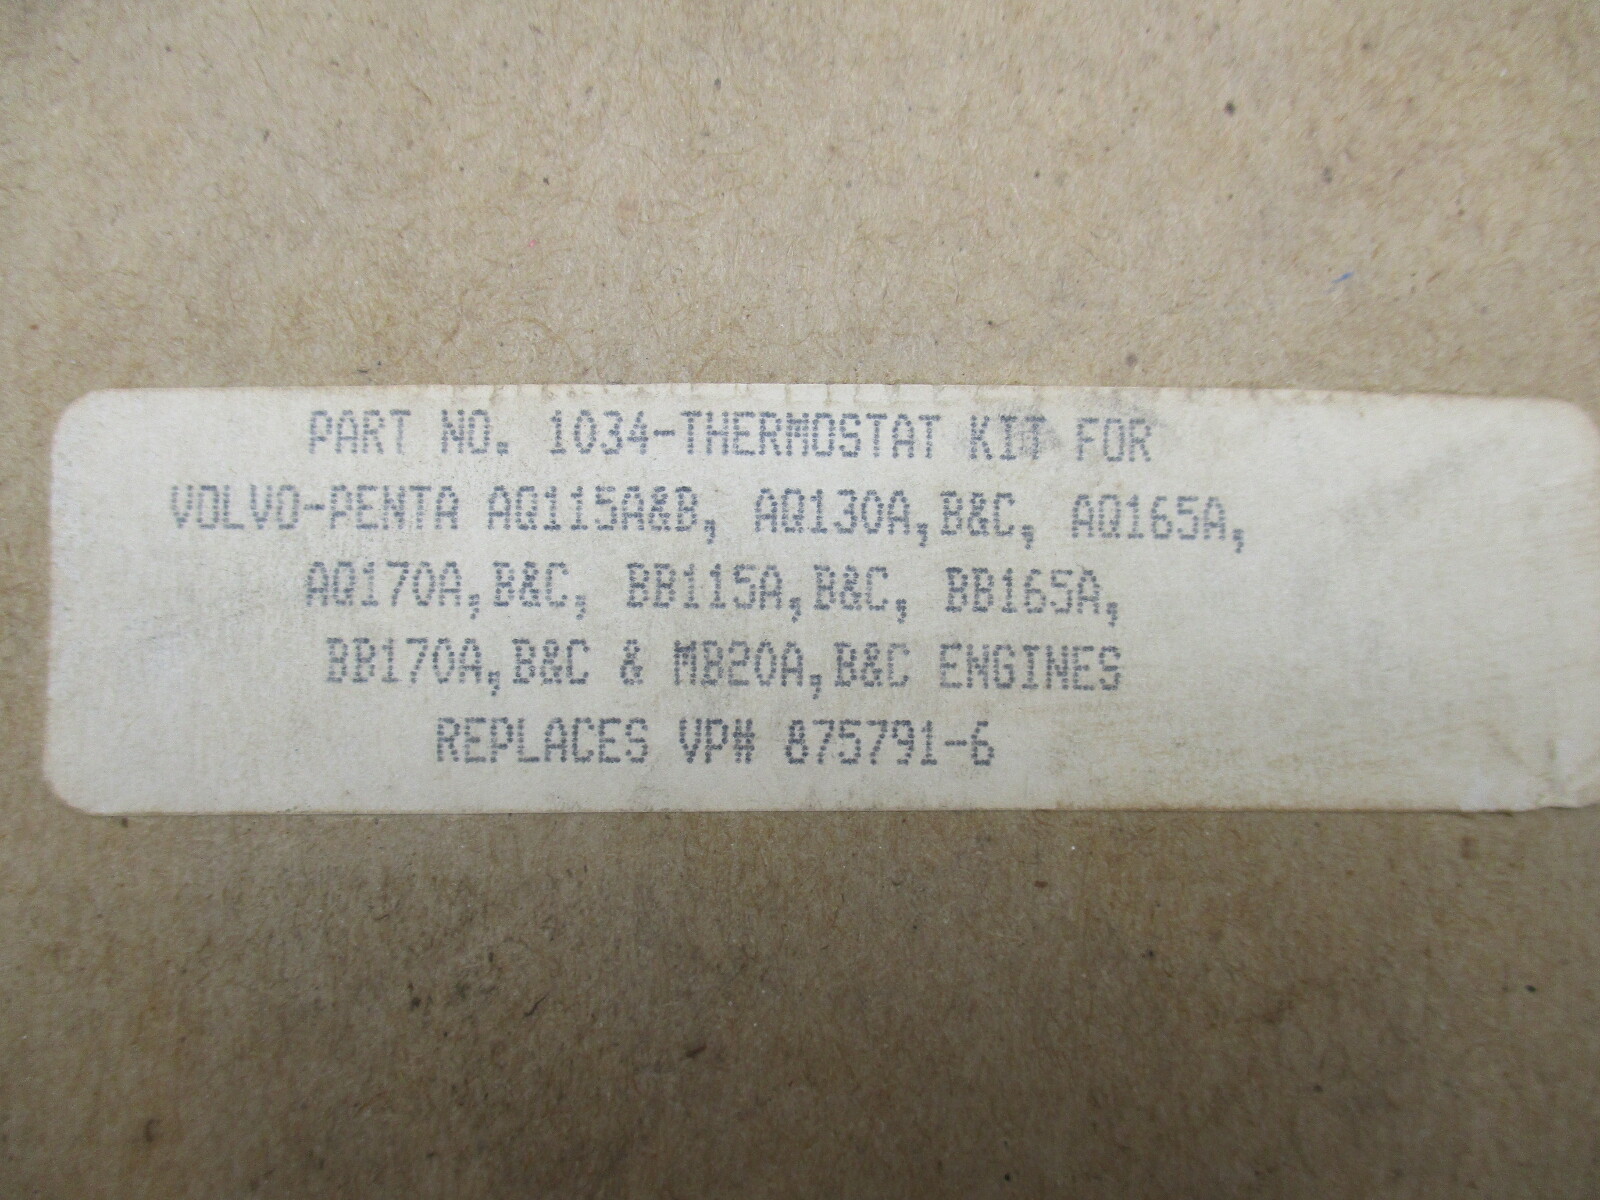 PART NO. 1034-THERMOSTAT KIT FOR
VOLVO-PENTA AQ115A&B, AQ130A,B&C, AQ165A,
AQ170A,B&C, BB115A,B&C, BB165A,
BB170A,B&C & MB20A,B&C ENGINES
REPLACES VP# 875791-6